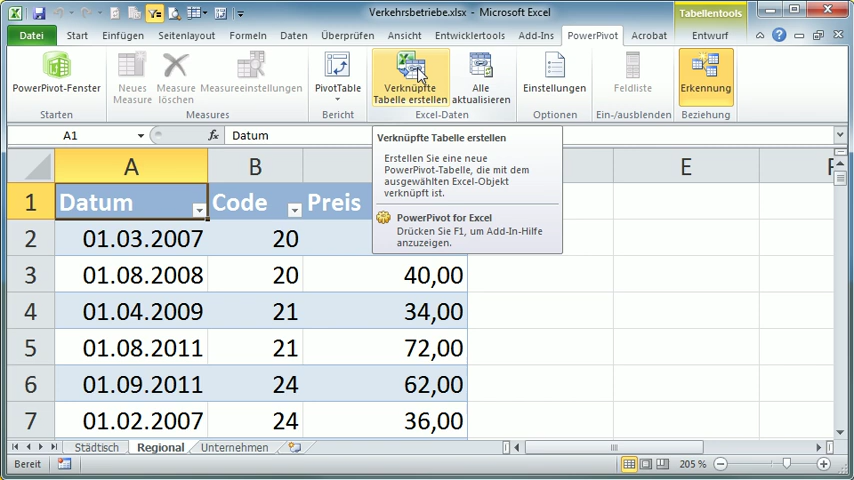 Verkehrsbetriebe.xlsx - Microsoft Excel
Tabellentools
Datei Start Einfügen Seitenlayout Formeln Daten Überprüfen Ansicht Entwicklertools Add-Ins PowerPivot Acrobat Entwurf
PowerPivot-Fenster
Neues Measure
Measure löschen
Measureeinstellungen
PivotTable
Verknüpfte Tabelle erstellen
Alle aktualisieren
Einstellungen
Feldliste
Erkennung
Starten Measures Bericht Excel-Daten Optionen Ein-/ausblenden Beziehung
A1 fx Datum
Verknüpfte Tabelle erstellen
Erstellen Sie eine neue
PowerPivot-Tabelle, die mit dem
ausgewählten Excel-Objekt
verknüpft ist.
PowerPivot for Excel
Drücken Sie F1, um Add-In-Hilfe
anzuzeigen.
A B E F
1 Datum Code Preis
2 01.03.2007 20
3 01.08.2008 20 40,00
4 01.04.2009 21 34,00
5 01.08.2011 21 72,00
6 01.09.2011 24 62,00
7 01.02.2007 24 36,00
Städtisch Regional Unternehmen
Bereit 205 %